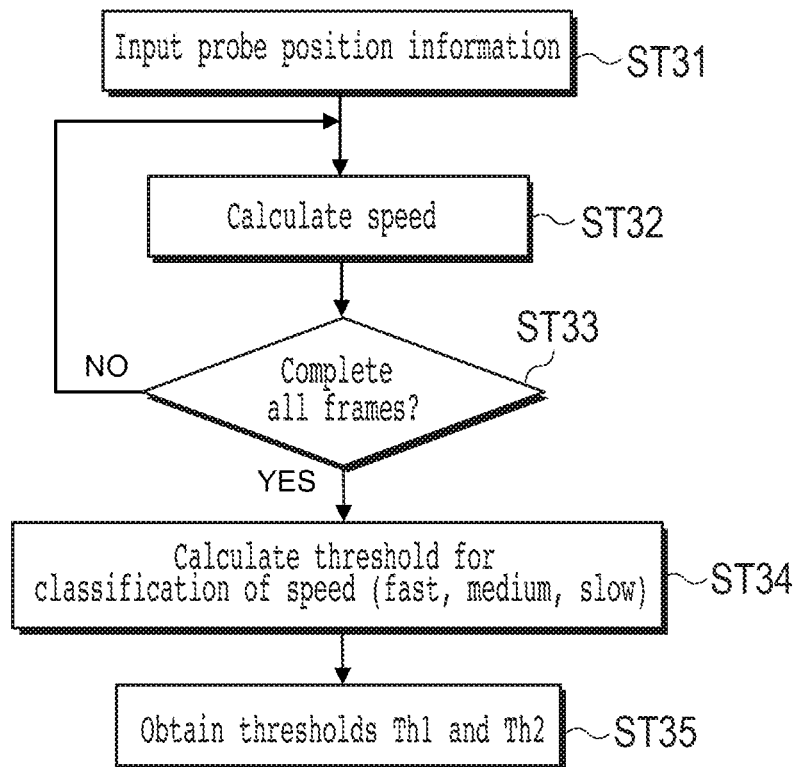 Input probe position information
ST31
Calculate speed
ST32
ST33
Complete
all frames?
NO
YES
Calculate threshold for
classification of speed (fast, medium, slow)
ST34
Obtain thresholds Th1 and Th2
ST35